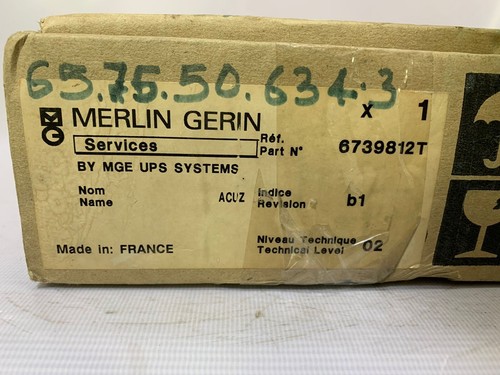 65.75.50.634.3
x 1
MERLIN GERIN
Services
Réf.
Part N° 6739812T
BY MGE UPS SYSTEMS
Nom
Name ACUZ
Indice
Revision b1
Made in: FRANCE
Niveau Technique
Technical Level 02